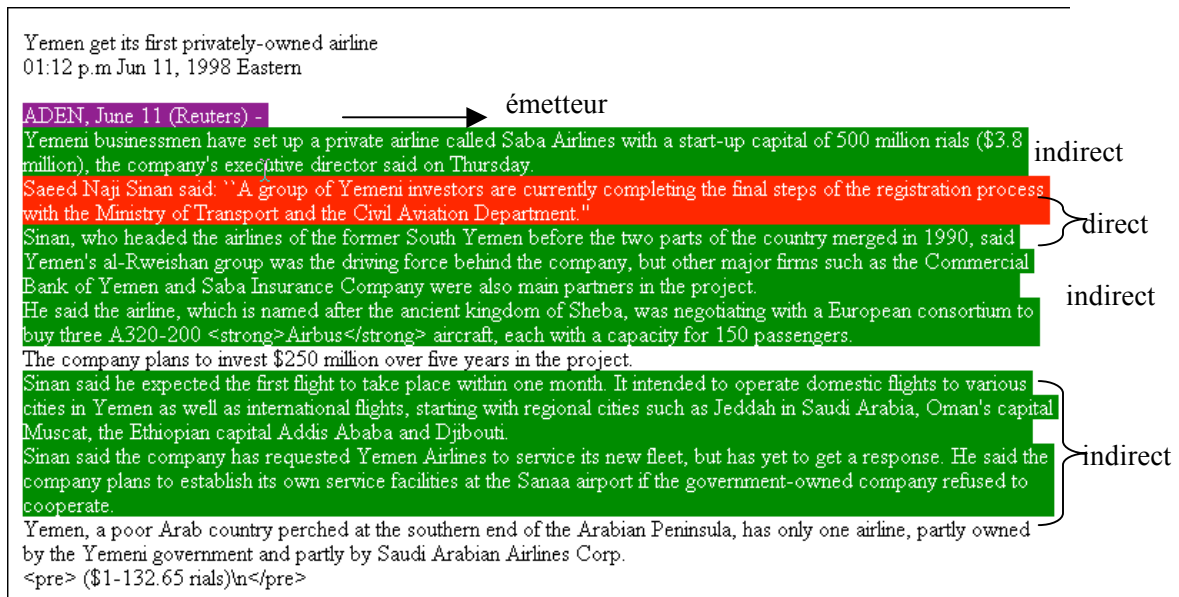 Yemen get its first privately-owned airline
01:12 p.m Jun 11, 1998 Eastern
ADEN, June 11 (Reuters) -
émetteur
Yemeni businessmen have set up a private airline called Saba Airlines with a start-up capital of 500 million rials ($3.8
million), the company's executive director said on Thursday.
indirect
Saeed Naji Sinan said: ``A group of Yemeni investors are currently completing the final steps of the registration process
with the Ministry of Transport and the Civil Aviation Department.''
direct
Sinan, who headed the airlines of the former South Yemen before the two parts of the country merged in 1990, said
Yemen's al-Rweishan group was the driving force behind the company, but other major firms such as the Commercial
Bank of Yemen and Saba Insurance Company were also main partners in the project.
indirect
He said the airline, which is named after the ancient kingdom of Sheba, was negotiating with a European consortium to
buy three A320-200 <strong>Airbus</strong> aircraft, each with a capacity for 150 passengers.
The company plans to invest $250 million over five years in the project.
Sinan said he expected the first flight to take place within one month. It intended to operate domestic flights to various
cities in Yemen as well as international flights, starting with regional cities such as Jeddah in Saudi Arabia, Oman's capital
Muscat, the Ethiopian capital Addis Ababa and Djibouti.
Sinan said the company has requested Yemen Airlines to service its new fleet, but has yet to get a response. He said the
indirect
company plans to establish its own service facilities at the Sanaa airport if the government-owned company refused to
cooperate.
Yemen, a poor Arab country perched at the southern end of the Arabian Peninsula, has only one airline, partly owned
by the Yemeni government and partly by Saudi Arabian Airlines Corp.
<pre> ($1-132.65 rials)\n</pre>